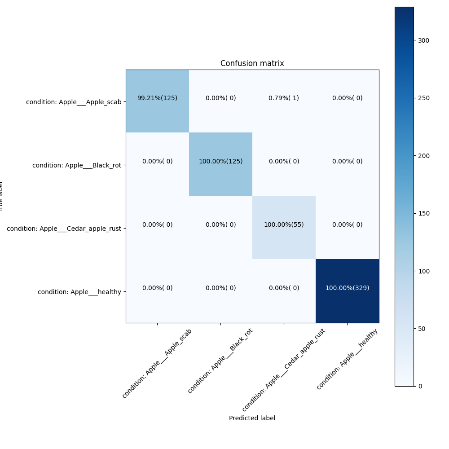 Confusion matrix
condition: Apple___Apple_scab
99.21%(125) 0.00%( 0) 0.79%( 1) 0.00%( 0)
condition: Apple___Black_rot
0.00%( 0) 100.00%(125) 0.00%( 0) 0.00%( 0)
condition: Apple___Cedar_apple_rust
0.00%( 0) 0.00%( 0) 100.00%(55) 0.00%( 0)
condition: Apple___healthy
0.00%( 0) 0.00%( 0) 0.00%( 0) 100.00%(329)
condition: Apple___Apple_scab
condition: Apple___Black_rot
condition: Apple___Cedar_apple_rust
condition: Apple___healthy
Predicted label
300
250
200
150
100
50
0